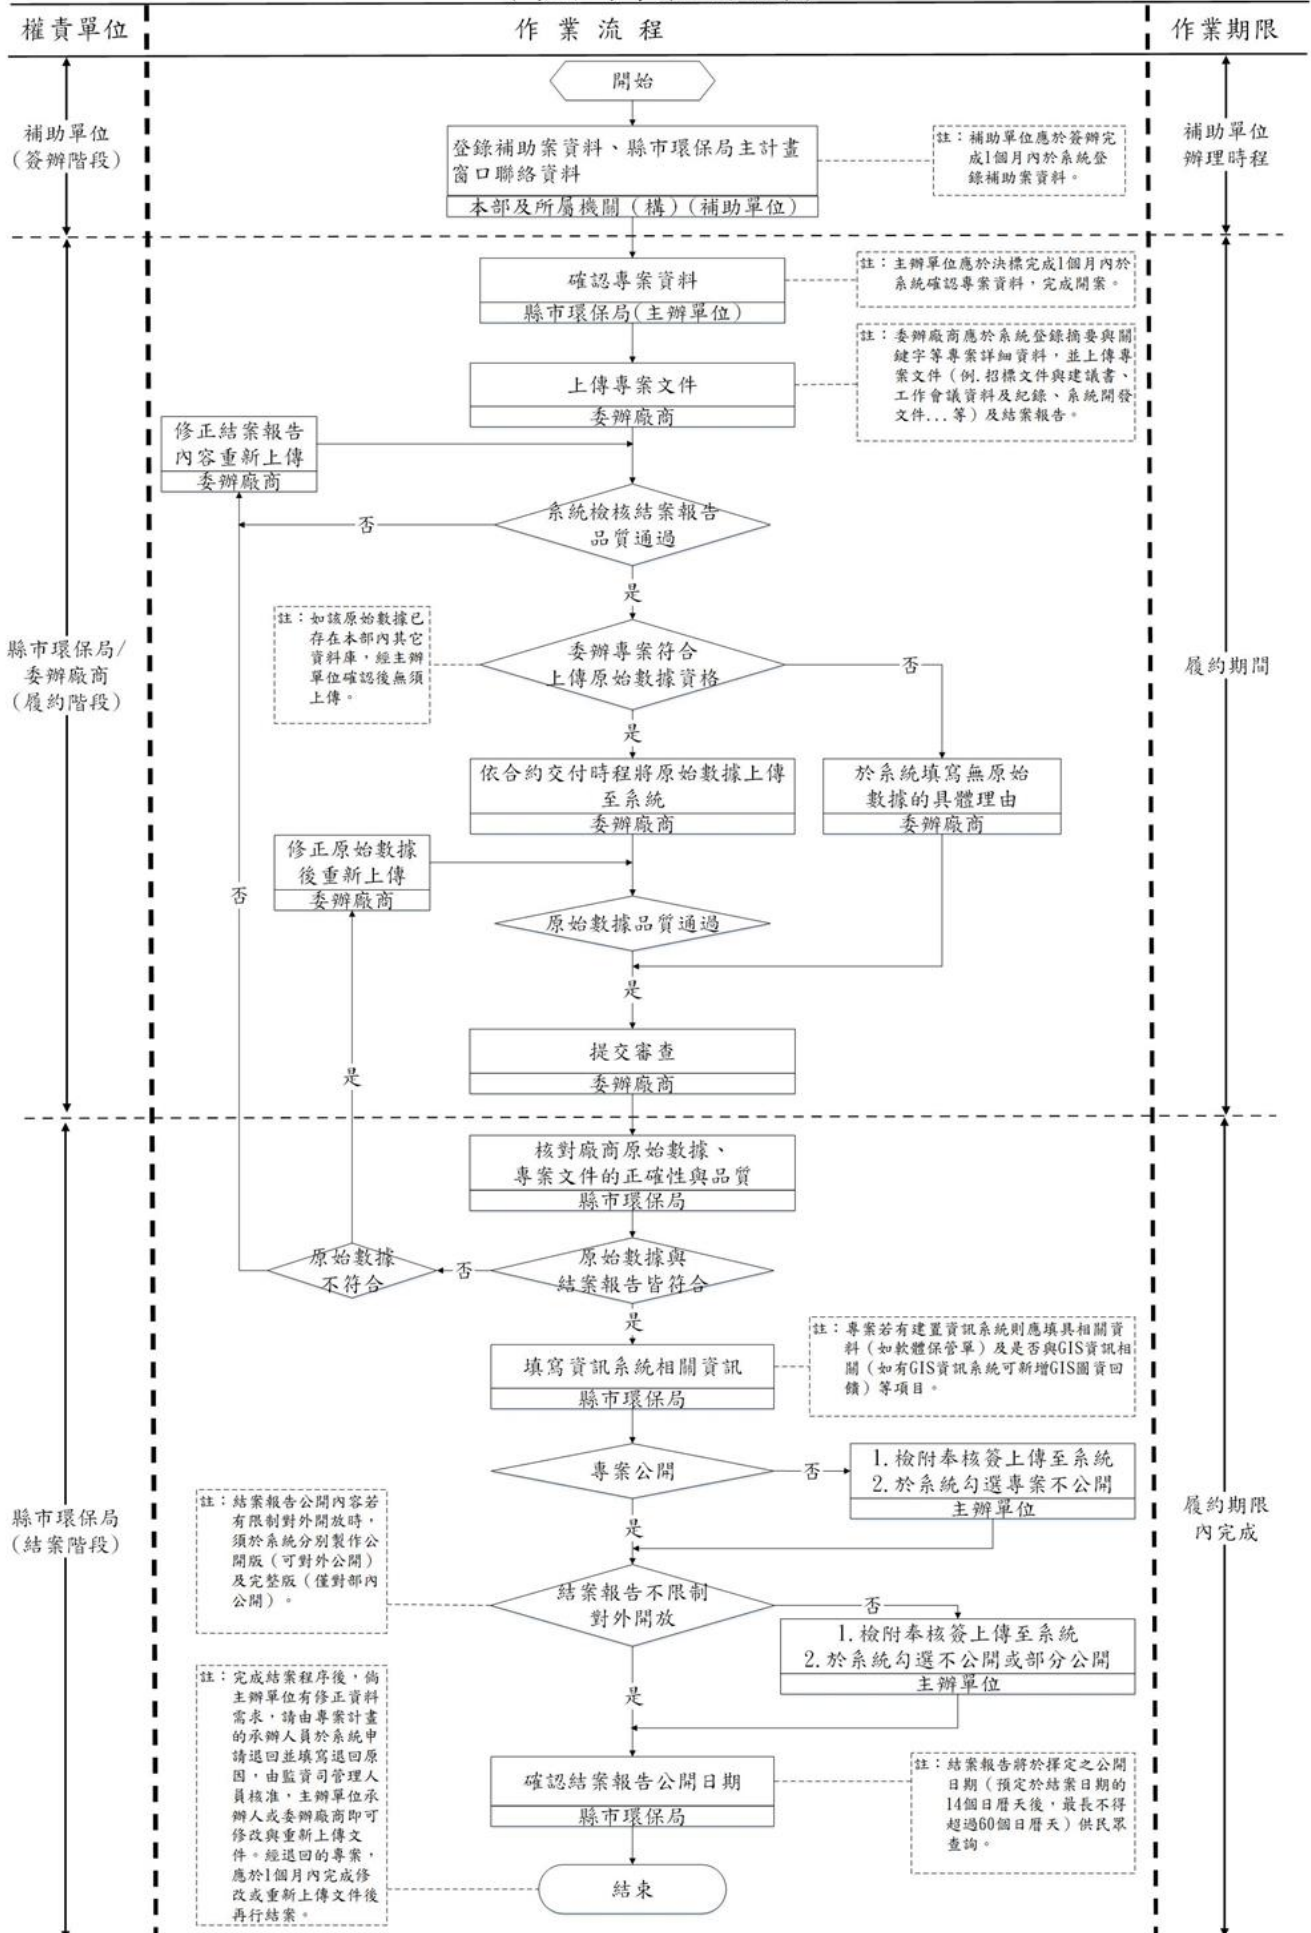 權責單位
作業流程
作業期限
開始
補助單位
(簽辦階段)
登錄補助案資料、縣市環保局主計畫
窗口聯絡資料
本部及所屬機關(構)(補助單位)
註：補助單位應於簽辦完
成1個月內於系統登
錄補助案資料。
補助單位
辦理時程
確認專案資料
縣市環保局(主辦單位)
註：主辦單位應於決標完成1個月內於
系統確認專案資料，完成開案。
上傳專案文件
委辦廠商
註：委辦廠商應於系統登錄摘要與關
鍵字等專案詳細資料，並上傳專
案文件（例.招標文件與建議書、
工作會議資料及紀錄、系統開發
文件...等）及結案報告。
修正結案報告
內容重新上傳
委辦廠商
系統檢核結案報告
品質通過
否
是
註：如該原始數據已
存在本部內其它
資料庫，經主辦
單位確認後無須
上傳。
委辦專案符合
上傳原始數據資格
否
是
縣市環保局/
委辦廠商
(履約階段)
履約期間
依合約交付時程將原始數據上傳
至系統
委辦廠商
於系統填寫無原始
數據的具體理由
委辦廠商
修正原始數據
後重新上傳
委辦廠商
否
原始數據品質通過
是
提交審查
委辦廠商
是
核對廠商原始數據、
專案文件的正確性與品質
縣市環保局
原始數據
不符合
否
原始數據與
結案報告皆符合
是
填寫資訊系統相關資訊
縣市環保局
註：專案若有建置資訊系統則應填具相關資
料（如軟體保管單）及是否與GIS資訊相
關（如有GIS資訊系統可新增GIS圖資回
饋）等項目。
專案公開
否
是
1.檢附奉核簽上傳至系統
2.於系統勾選專案不公開
主辦單位
縣市環保局
(結案階段)
履約期限
內完成
註：結案報告公開內容若
有限制對外開放時，
須於系統分別製作公
開版（可對外公開）
及完整版（僅對部內
公開）。
結案報告不限制
對外開放
否
是
1.檢附奉核簽上傳至系統
2.於系統勾選不公開或部分公開
主辦單位
註：完成結案程序後，倘
主辦單位有修正資料
需求，請由專案計畫
的承辦人員於系統申
請退回並填寫退回原
因，由監資司管理人
員核准，主辦單位承
辦人或委辦廠商即可
修改與重新上傳文
件。經退回的專案，
應於1個月內完成修
改或重新上傳文件後
再行結案。
確認結案報告公開日期
縣市環保局
註：結案報告將於擇定之公開
日期（預定於結案日期的
14個日曆天後，最長不得
超過60個日曆天）供民眾
查詢。
結束